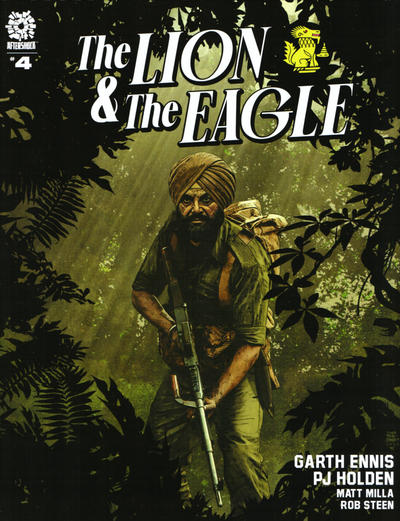 AFTERSHOCK
#4
The LION
& The EAGLE
GARTH ENNIS
PJ HOLDEN
MATT MILLA
ROB STEEN